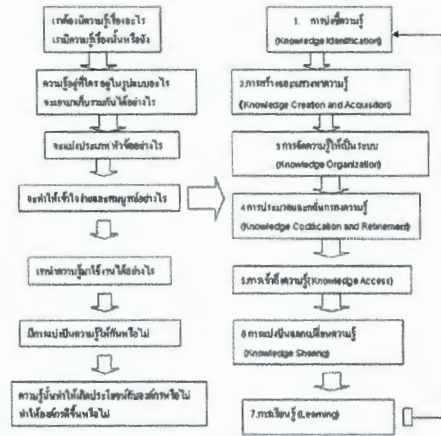 เราต้องมีความรู้เรื่องอะไร
เรามีความรู้เรื่องนั้นหรือยัง
ความรู้อยู่ที่ใคร อยู่ในรูปแบบอะไร
จะเอามาเก็บรวมกันได้อย่างไร
จะแบ่งประเภท หัวข้ออย่างไร
จะทำให้เข้าใจง่ายและสมบูรณ์อย่างไร
เรานำความรู้มาใช้งานได้อย่างไร
มีการแบ่งปันความรู้ให้กันหรือไม่
ความรู้นั้นทำให้เกิดประโยชน์กับองค์กรหรือไม่
ทำให้องค์กรดีขึ้นหรือไม่
1. การบ่งชี้ความรู้
(Knowledge Identification)
2.การสร้างและแสวงหาความรู้
(Knowledge Creation and Acquisition)
3.การจัดความรู้ให้เป็นระบบ
(Knowledge Organization)
4.การประมวลและกลั่นกรองความรู้
(Knowledge Codification and Refinement)
5.การเข้าถึงความรู้(Knowledge Access)
6.การแบ่งปันแลกเปลี่ยนความรู้
(Knowledge Sharing)
7.การเรียนรู้ (Learning)